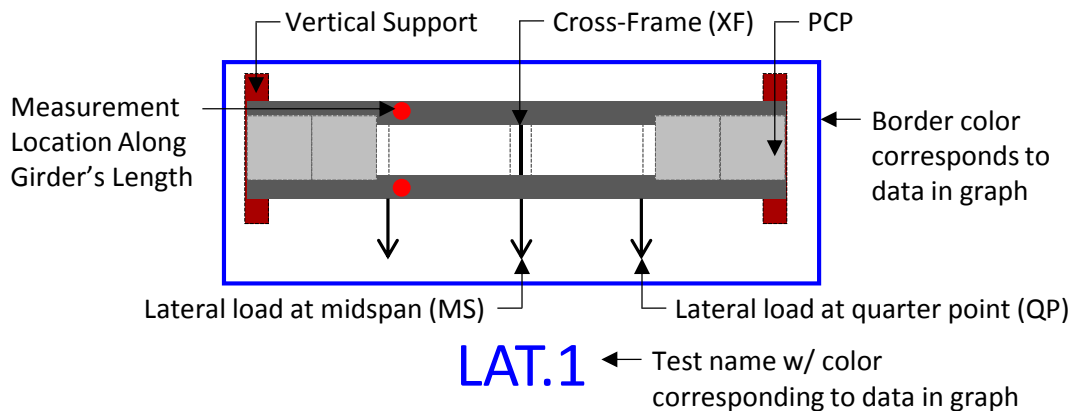 Vertical Support
Cross-Frame (XF)
PCP
Measurement
Location Along
Girder’s Length
Border color
corresponds to
data in graph
Lateral load at midspan (MS)
Lateral load at quarter point (QP)
LAT.1
Test name w/ color
corresponding to data in graph